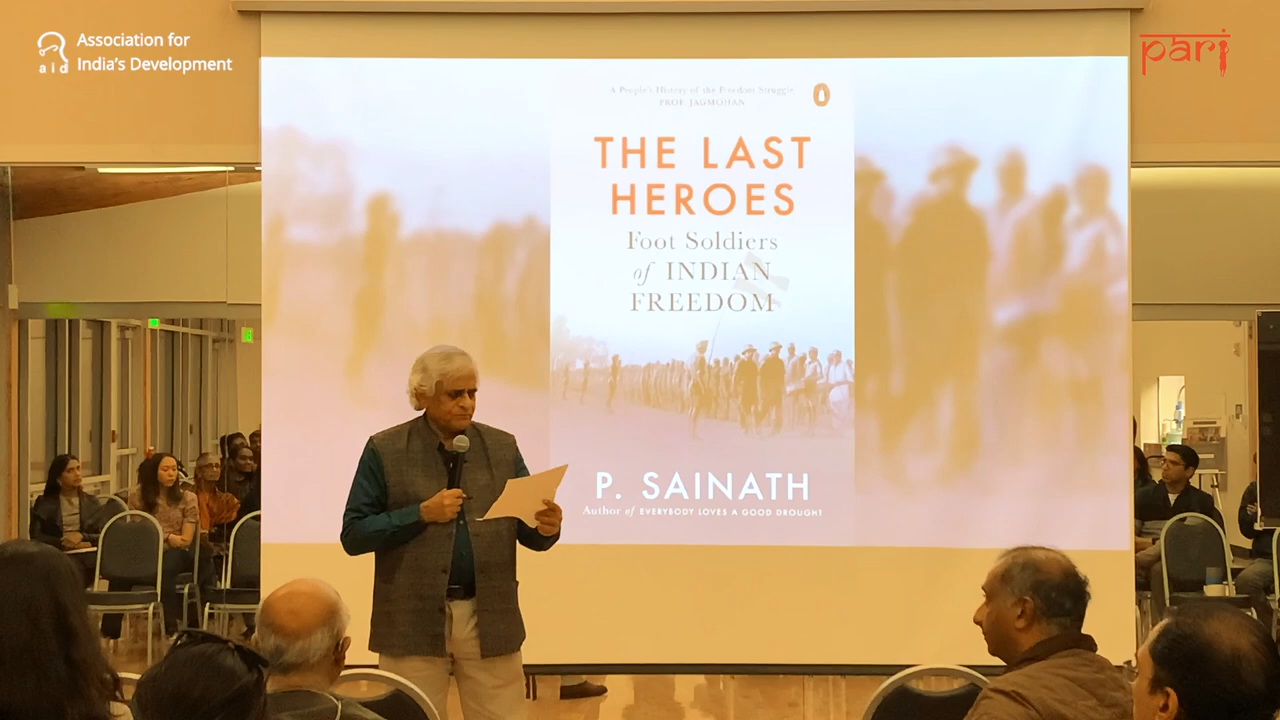 Association for
India's Development
aid
pari
A People's History of the Freedom Struggle
PROF. JAGMOHAN
THE LAST
HEROES
Foot Soldiers
of INDIAN
FREEDOM
P. SAINATH
Author of EVERYBODY LOVES A GOOD DROUGHT